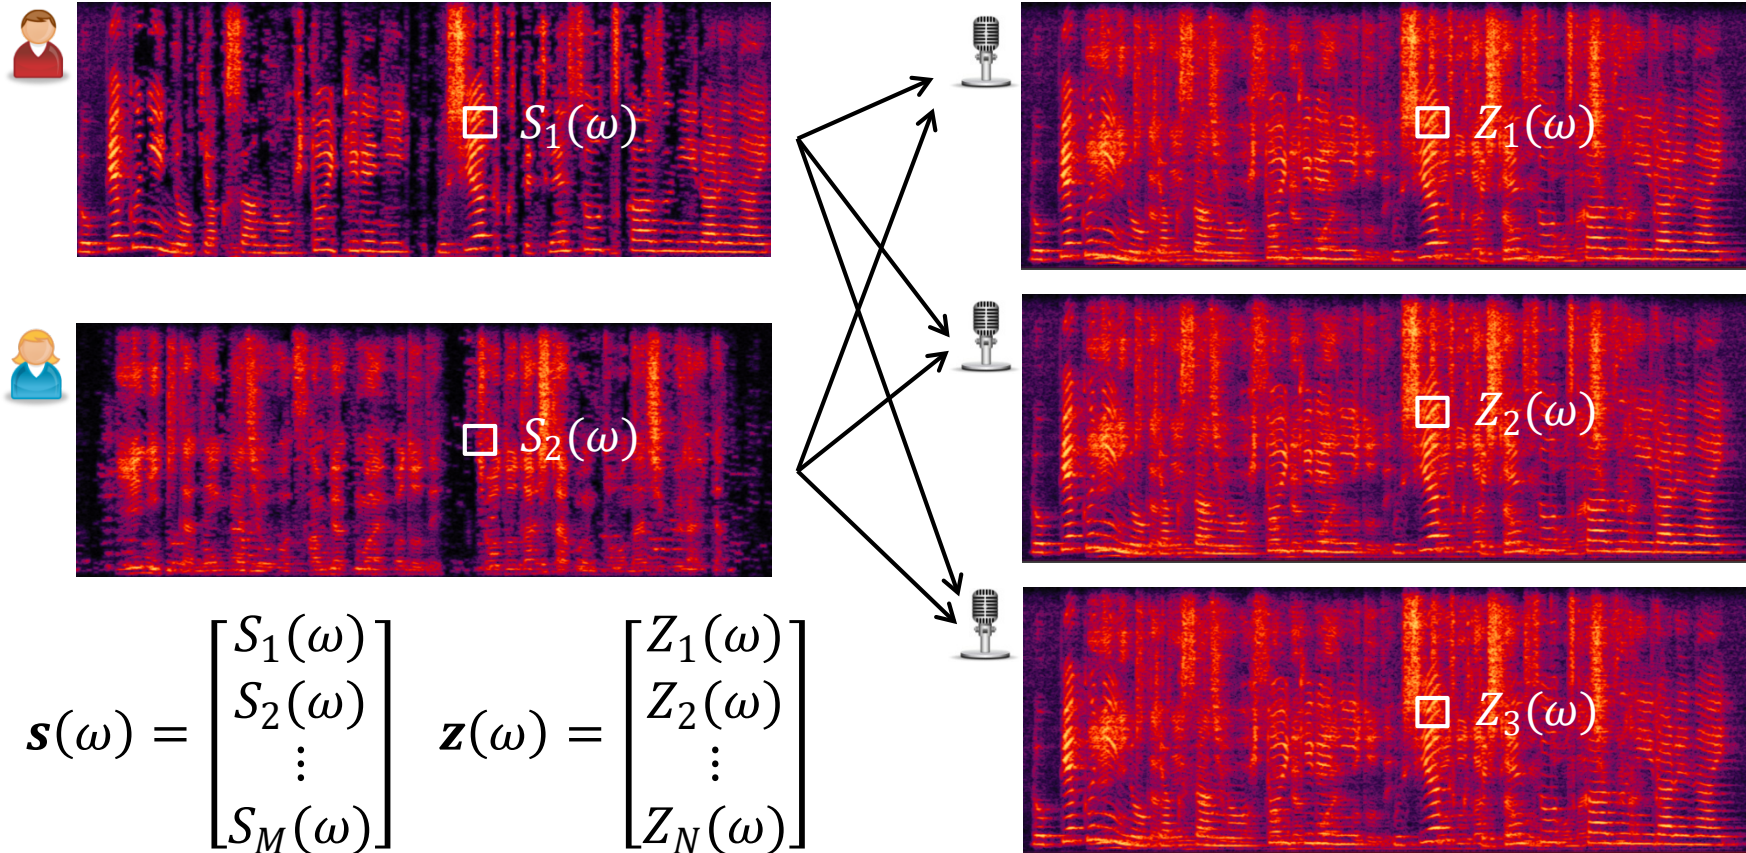 S₁(ω)
Z₁(ω)
S₂(ω)
Z₂(ω)
Z₃(ω)
s(ω) = [S₁(ω) S₂(ω) ⋮ S_M(ω)]
z(ω) = [Z₁(ω) Z₂(ω) ⋮ Z_N(ω)]